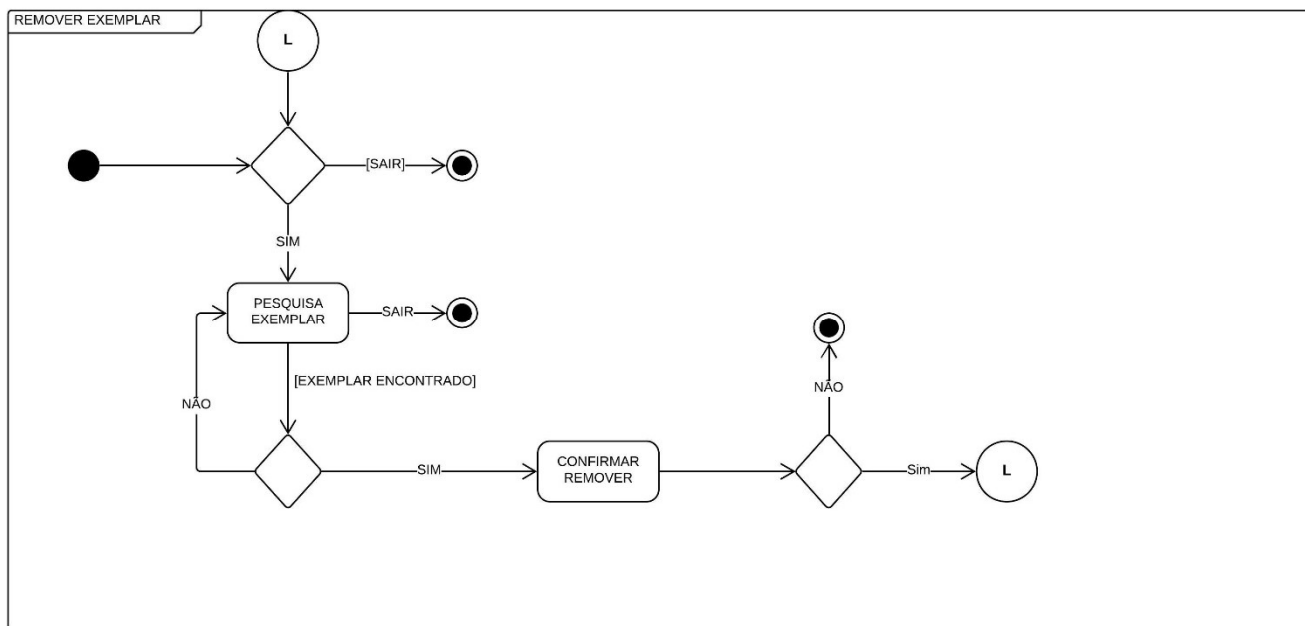 REMOVER EXEMPLAR
L
[SAIR]
SIM
PESQUISA
EXEMPLAR
SAIR
[EXEMPLAR ENCONTRADO]
NÃO
NÃO
SIM
CONFIRMAR
REMOVER
Sim
L